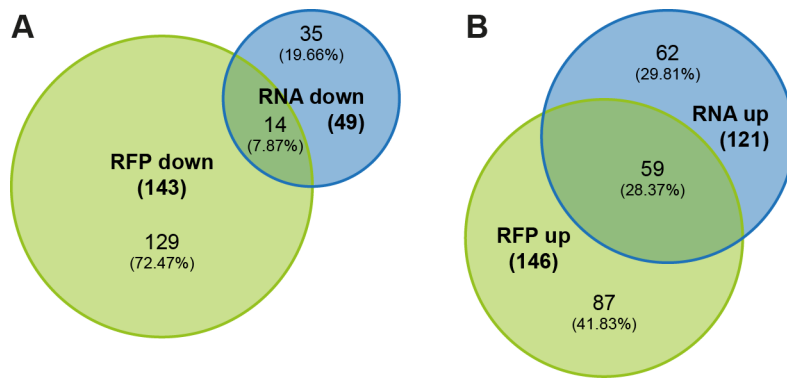 A
35
(19.66%)
RNA down
(49)
14
(7.87%)
RFP down
(143)
129
(72.47%)
B
62
(29.81%)
RNA up
(121)
59
(28.37%)
RFP up
(146)
87
(41.83%)